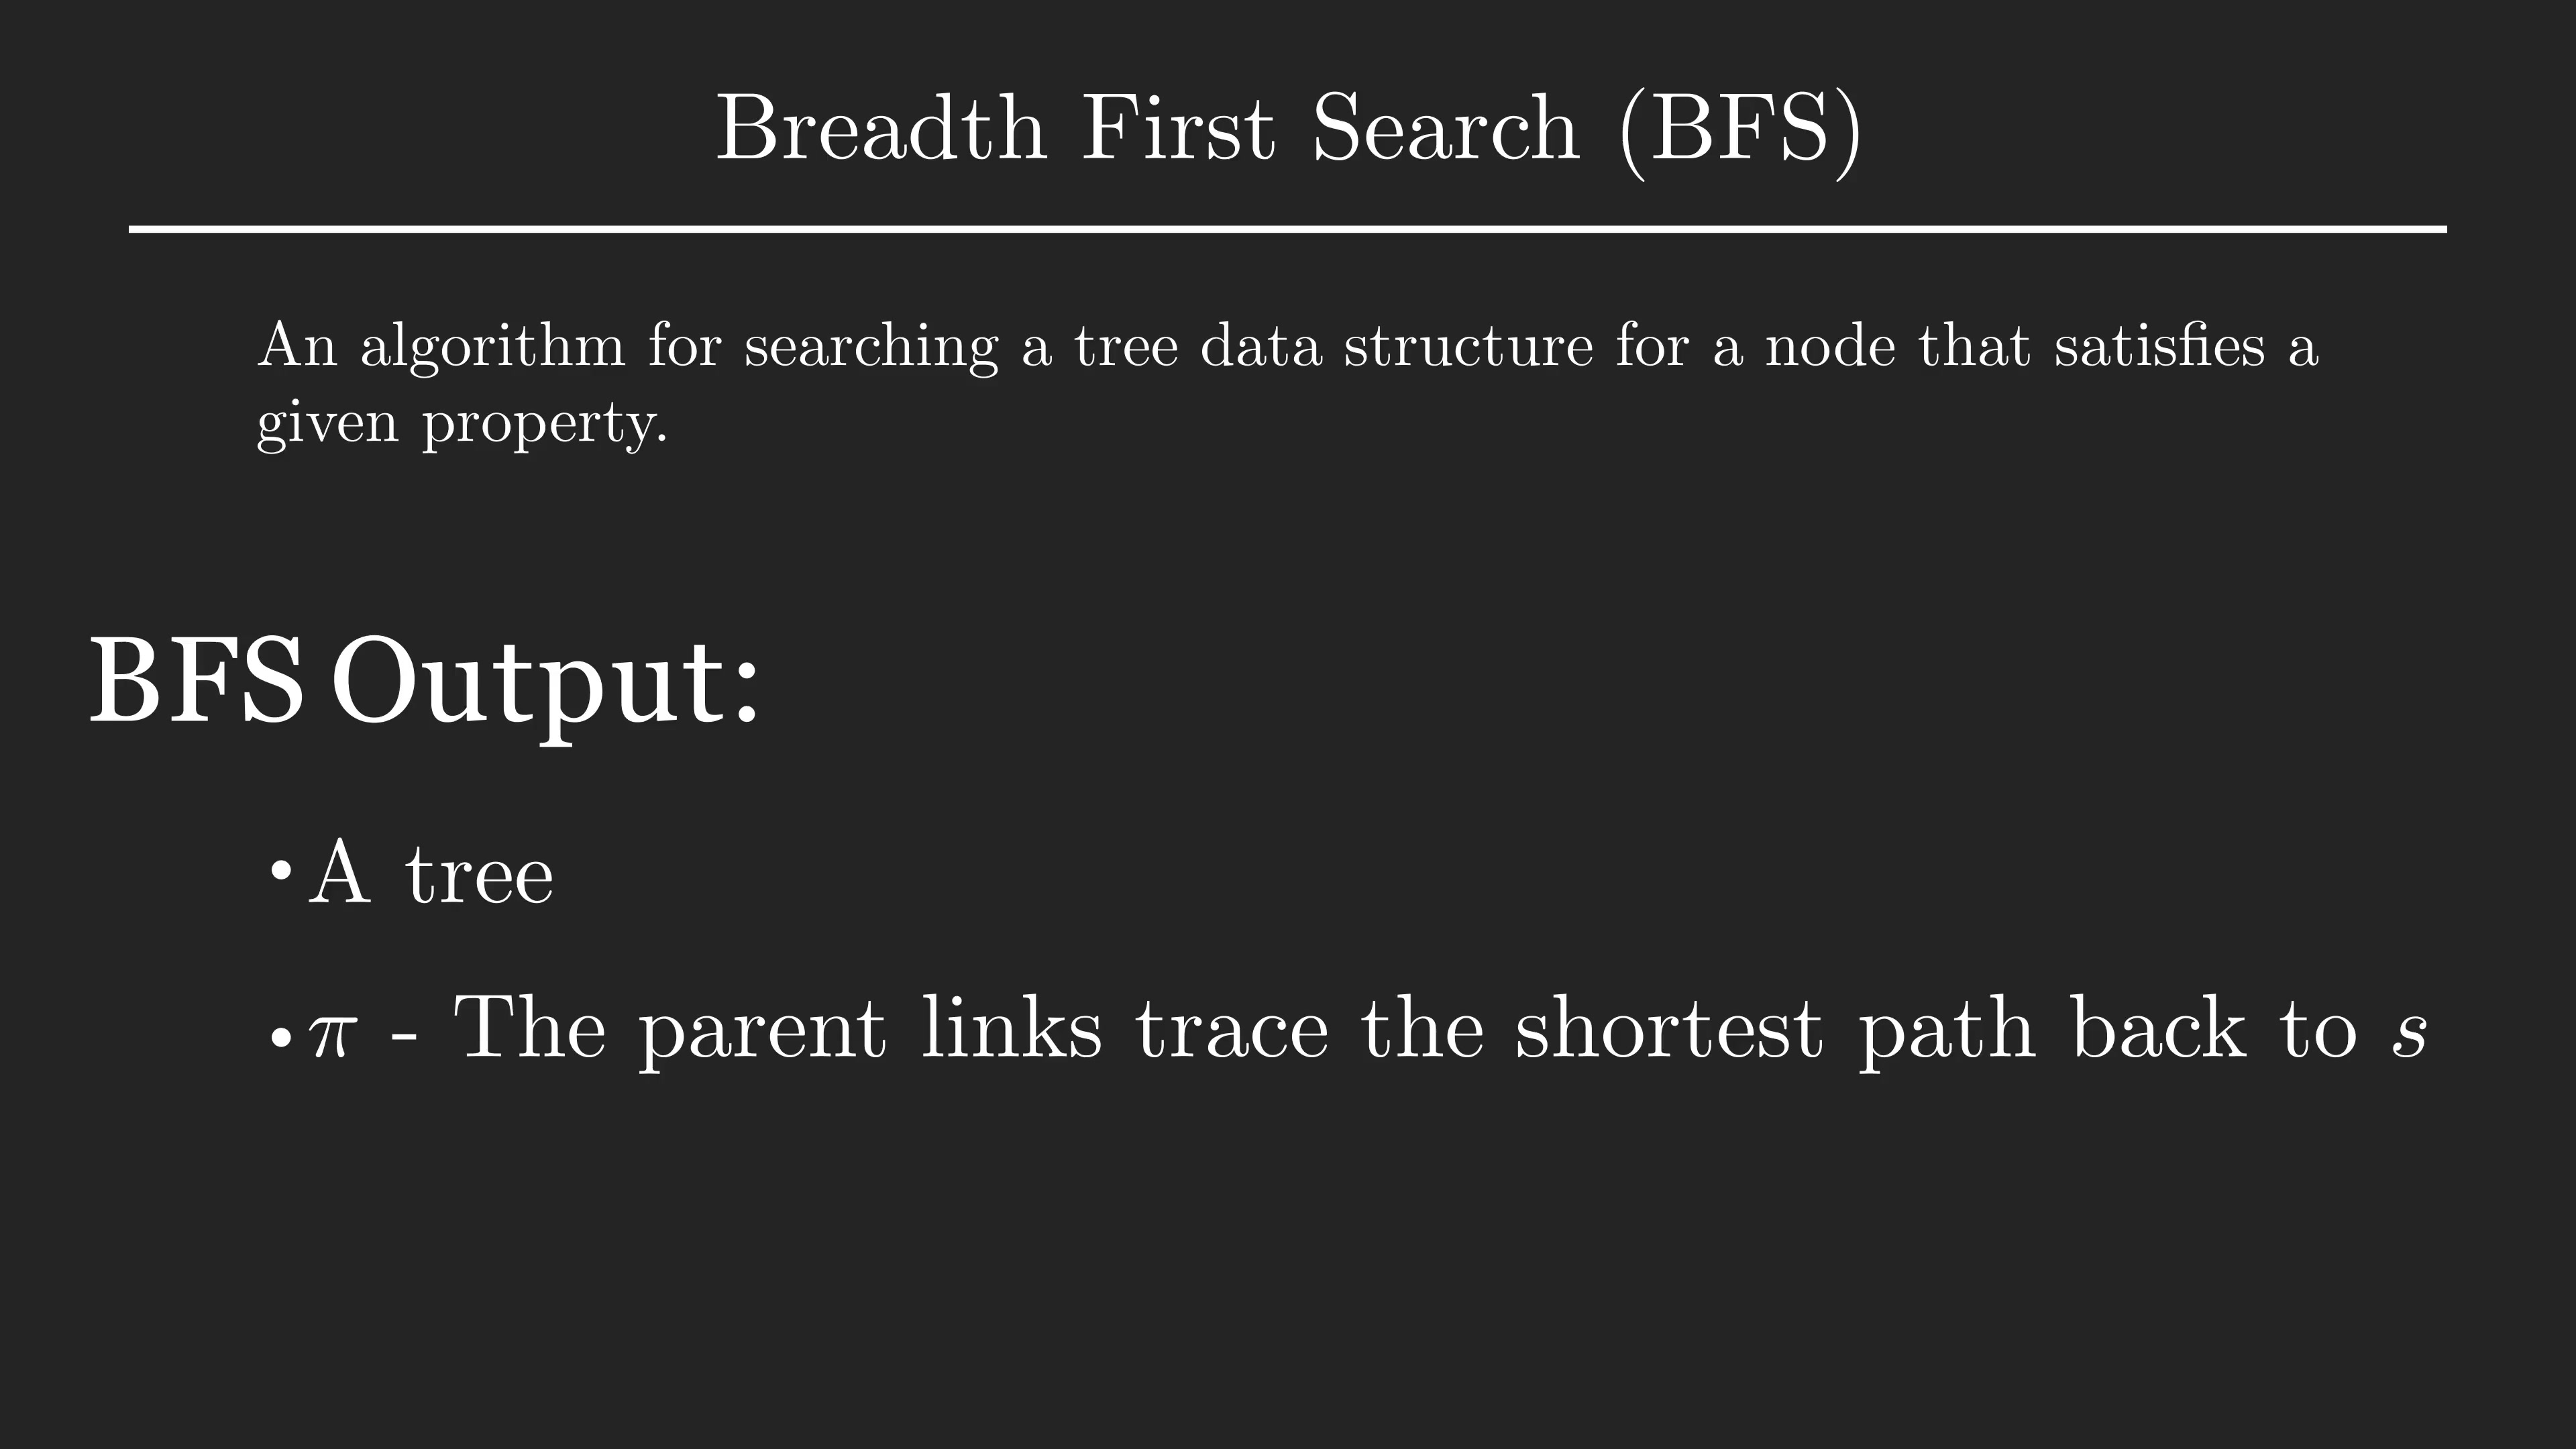 Breadth First Search (BFS)
An algorithm for searching a tree data structure for a node that satisfies a
given property.
BFS Output:
• A tree
• π - The parent links trace the shortest path back to s